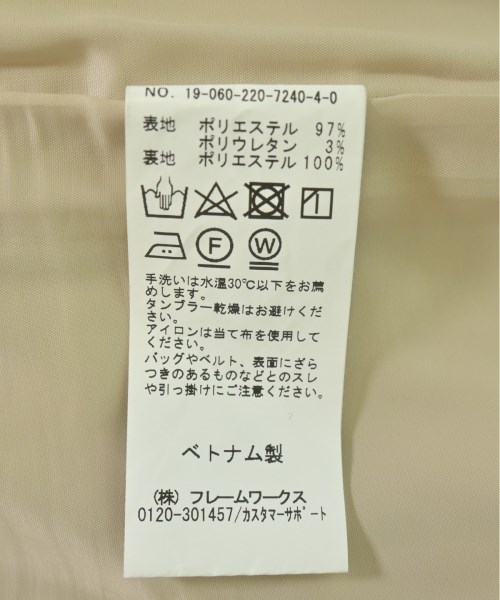 NO. 19-060-220-7240-4-0
表地 ポリエステル 97%
ポリウレタン 3%
裏地 ポリエステル 100%
F W
手洗いは水温30℃以下をお薦
めします。
タンブラー乾燥はお避けくだ
さい。
アイロンは当て布を使用して
ください。
バッグやベルト、表面にざら
つきのあるものなどとのスレ
や引っ掛けにご注意ください。
ベトナム製
(株) フレームワークス
0120-301457/ｶｽﾀﾏｰｻﾎﾟｰﾄ